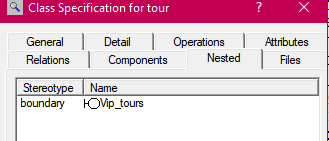 Class Specification for tour ?
General Detail Operations Attributes
Relations Components Nested Files
Stereotype Name
boundary Vip_tours